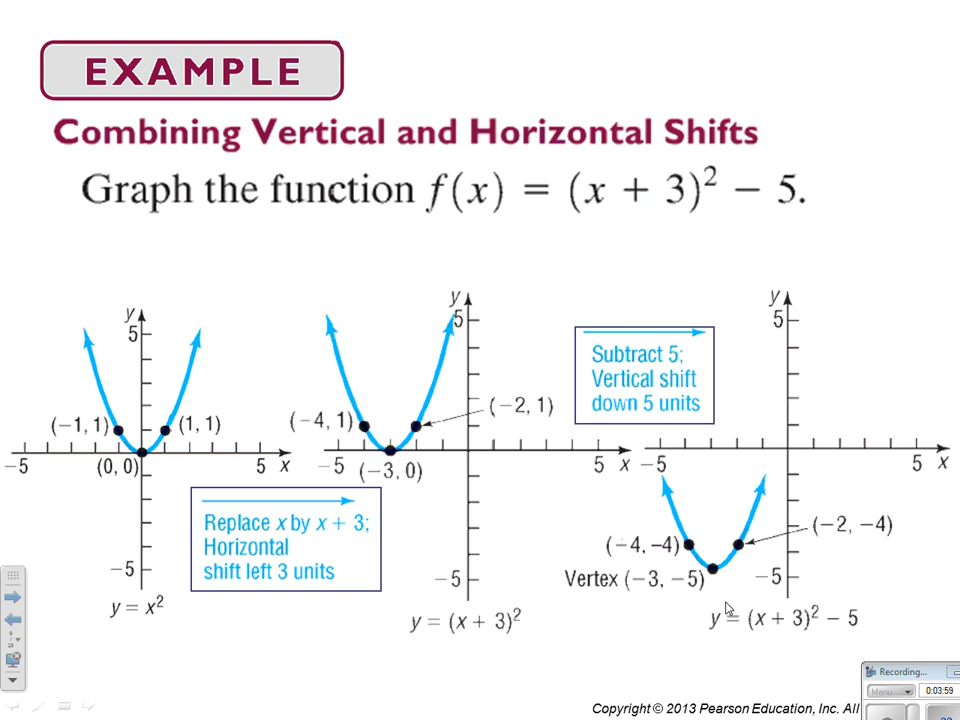 EXAMPLE
Combining Vertical and Horizontal Shifts
Graph the function f(x) = (x + 3)² − 5.
y
5
(−1, 1)
(1, 1)
−5
(0, 0)
5
x
−5
y = x²
Replace x by x + 3;
Horizontal
shift left 3 units
y
5
(−4, 1)
(−2, 1)
−5
(−3, 0)
5
x
−5
y = (x + 3)²
Subtract 5;
Vertical shift
down 5 units
y
5
−5
5
x
(−4, −4)
(−2, −4)
Vertex (−3, −5)
−5
y = (x + 3)² − 5
Recording...
Menu
0:03:59
Copyright © 2013 Pearson Education, Inc. All